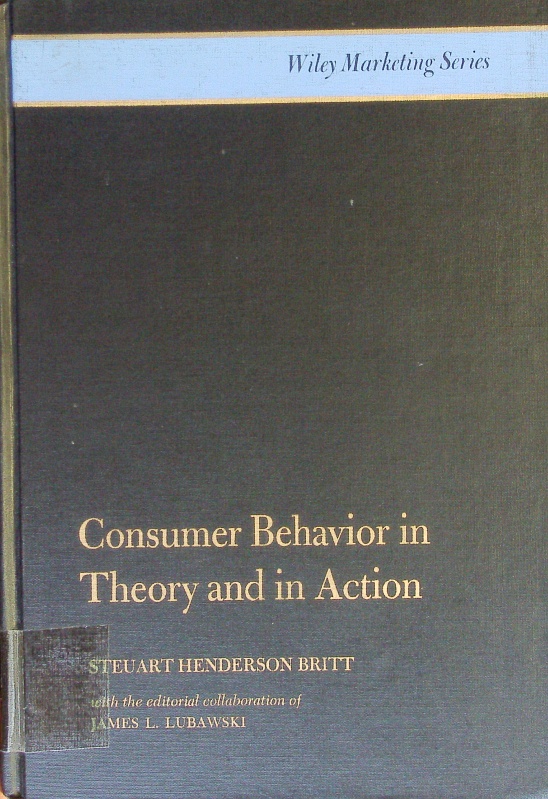 Wiley Marketing Series
Consumer Behavior in
Theory and in Action
STEUART HENDERSON BRITT
with the editorial collaboration of
JAMES L. LUBAWSKI